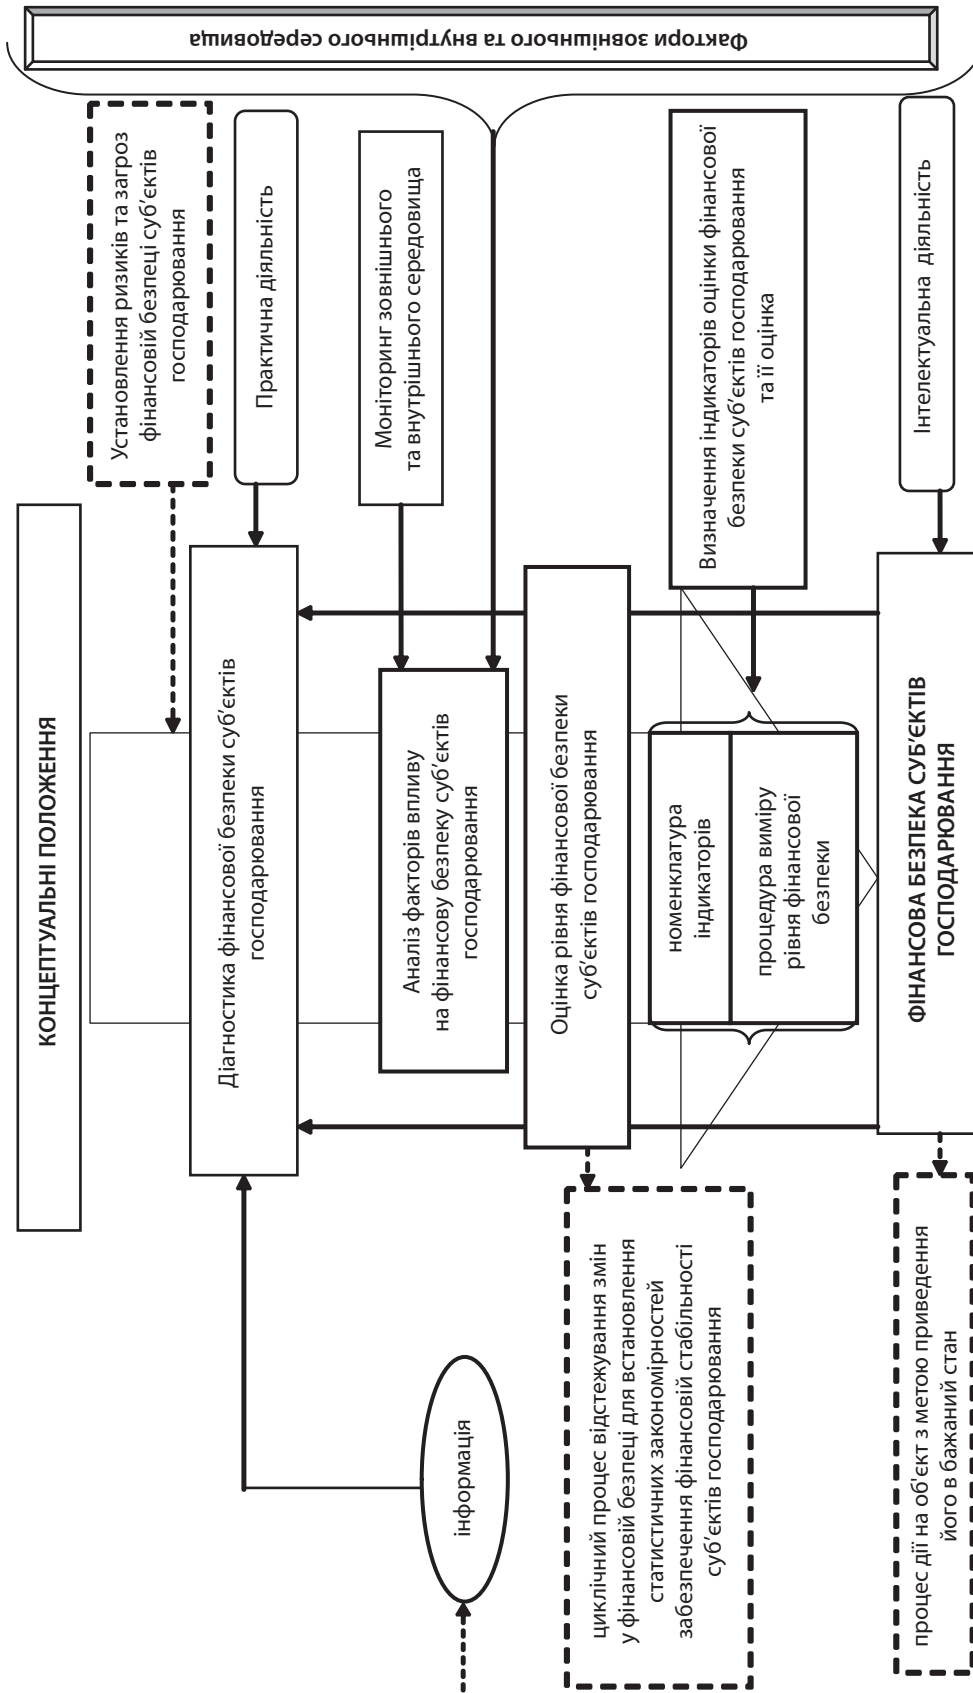 КОНЦЕПТУАЛЬНІ ПОЛОЖЕННЯ
Установлення ризиків та загроз
фінансовій безпеці суб’єктів
господарювання
Діагностика фінансової безпеки суб’єктів
господарювання
Практична діяльність
інформація
Аналіз факторів впливу
на фінансову безпеку суб’єктів
господарювання
Моніторинг зовнішнього
та внутрішнього середовища
Фактори зовнішнього та внутрішнього середовища
Оцінка рівня фінансової безпеки
суб’єктів господарювання
циклічний процес відстежування змін
у фінансовій безпеці для встановлення
статистичних закономірностей
забезпечення фінансовій стабільності
суб’єктів господарювання
номенклатура
індикаторів
процедура виміру
рівня фінансової
безпеки
Визначення індикаторів оцінки фінансової
безпеки суб’єктів господарювання
та її оцінка
процес дії на об'єкт з метою приведення
його в бажаний стан
ФІНАНСОВА БЕЗПЕКА СУБ’ЄКТІВ
ГОСПОДАРЮВАННЯ
Інтелектуальна діяльність